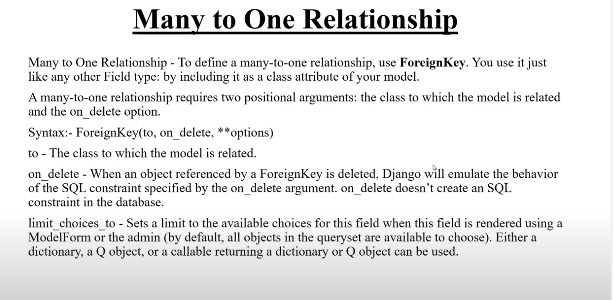 Many to One Relationship
Many to One Relationship - To define a many-to-one relationship, use ForeignKey. You use it just
like any other Field type: by including it as a class attribute of your model.
A many-to-one relationship requires two positional arguments: the class to which the model is related
and the on_delete option.
Syntax:- ForeignKey(to, on_delete, **options)
to - The class to which the model is related.
on_delete - When an object referenced by a ForeignKey is deleted, Django will emulate the behavior
of the SQL constraint specified by the on_delete argument. on_delete doesn't create an SQL
constraint in the database.
limit_choices_to - Sets a limit to the available choices for this field when this field is rendered using a
ModelForm or the admin (by default, all objects in the queryset are available to choose). Either a
dictionary, a Q object, or a callable returning a dictionary or Q object can be used.